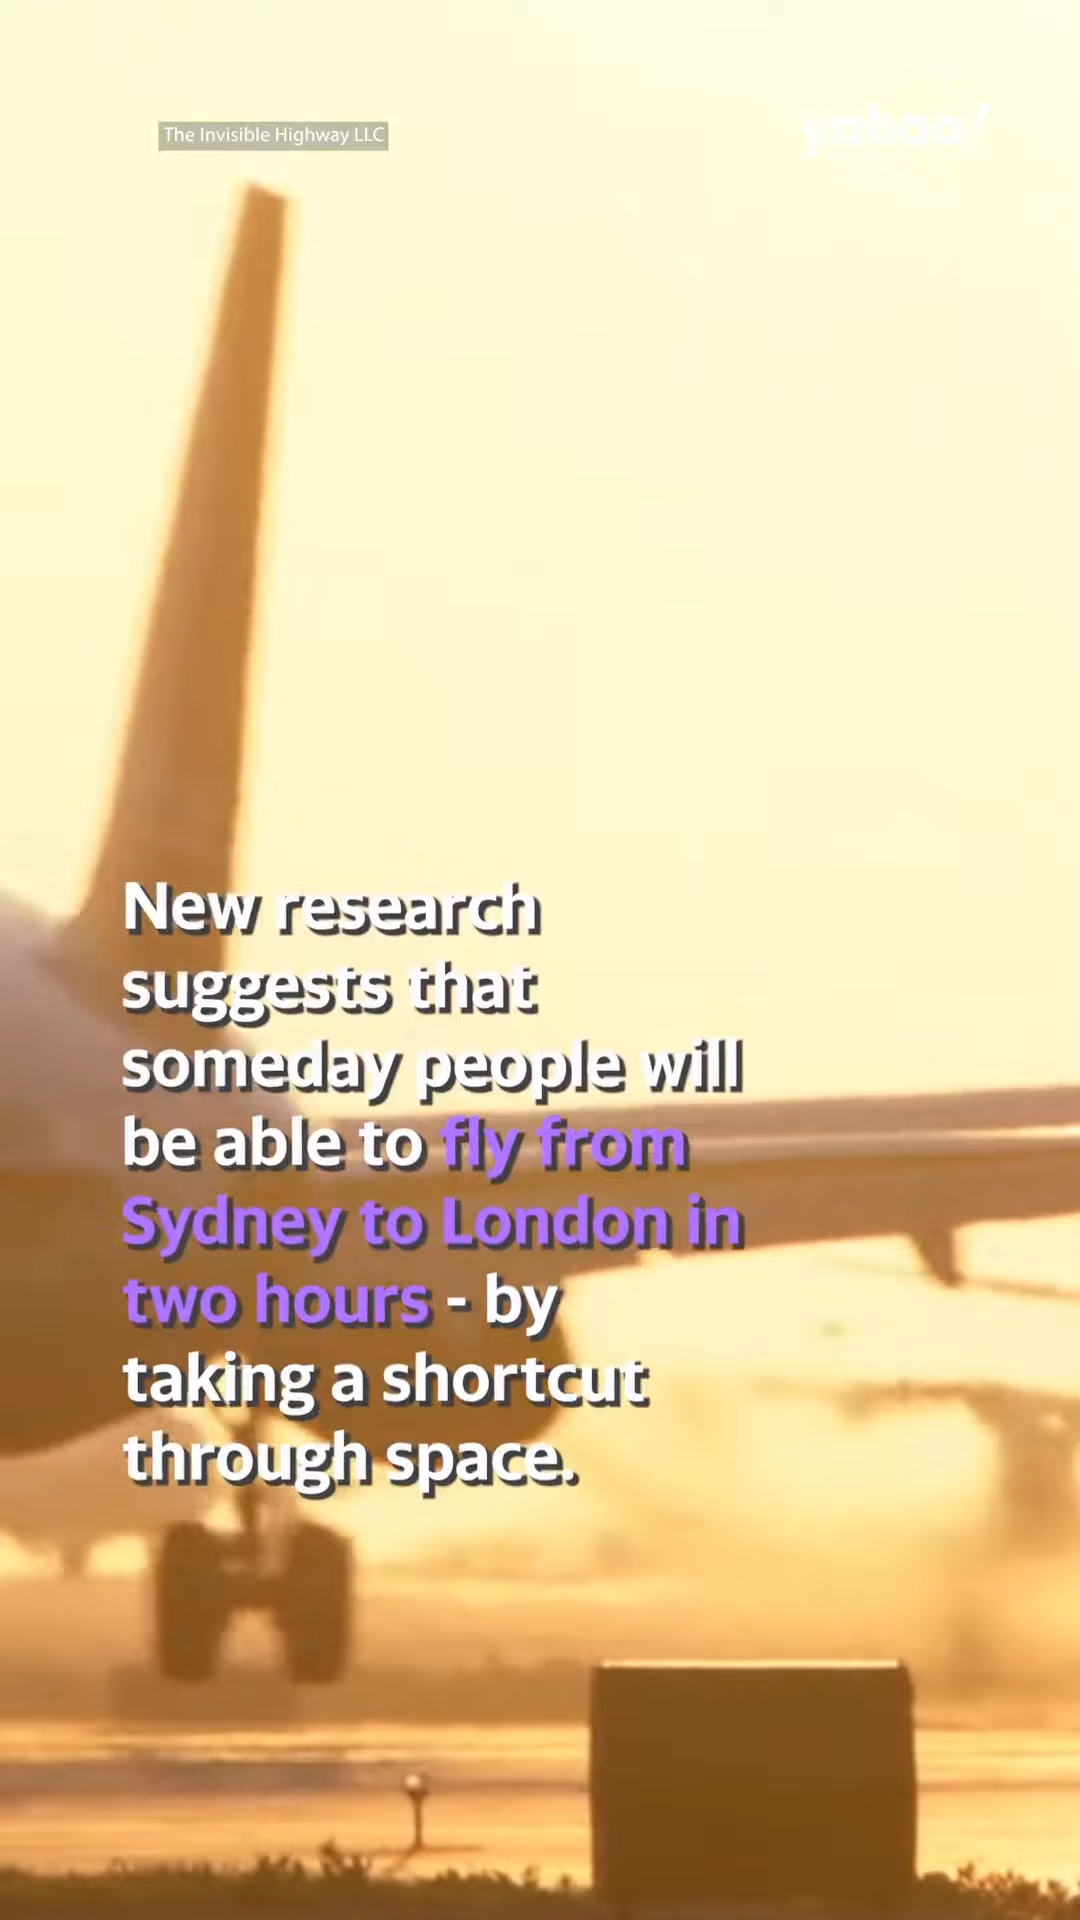 The Invisible Highway LLC
yahoo!
New research
suggests that
someday people will
be able to fly from
Sydney to London in
two hours - by
taking a shortcut
through space.